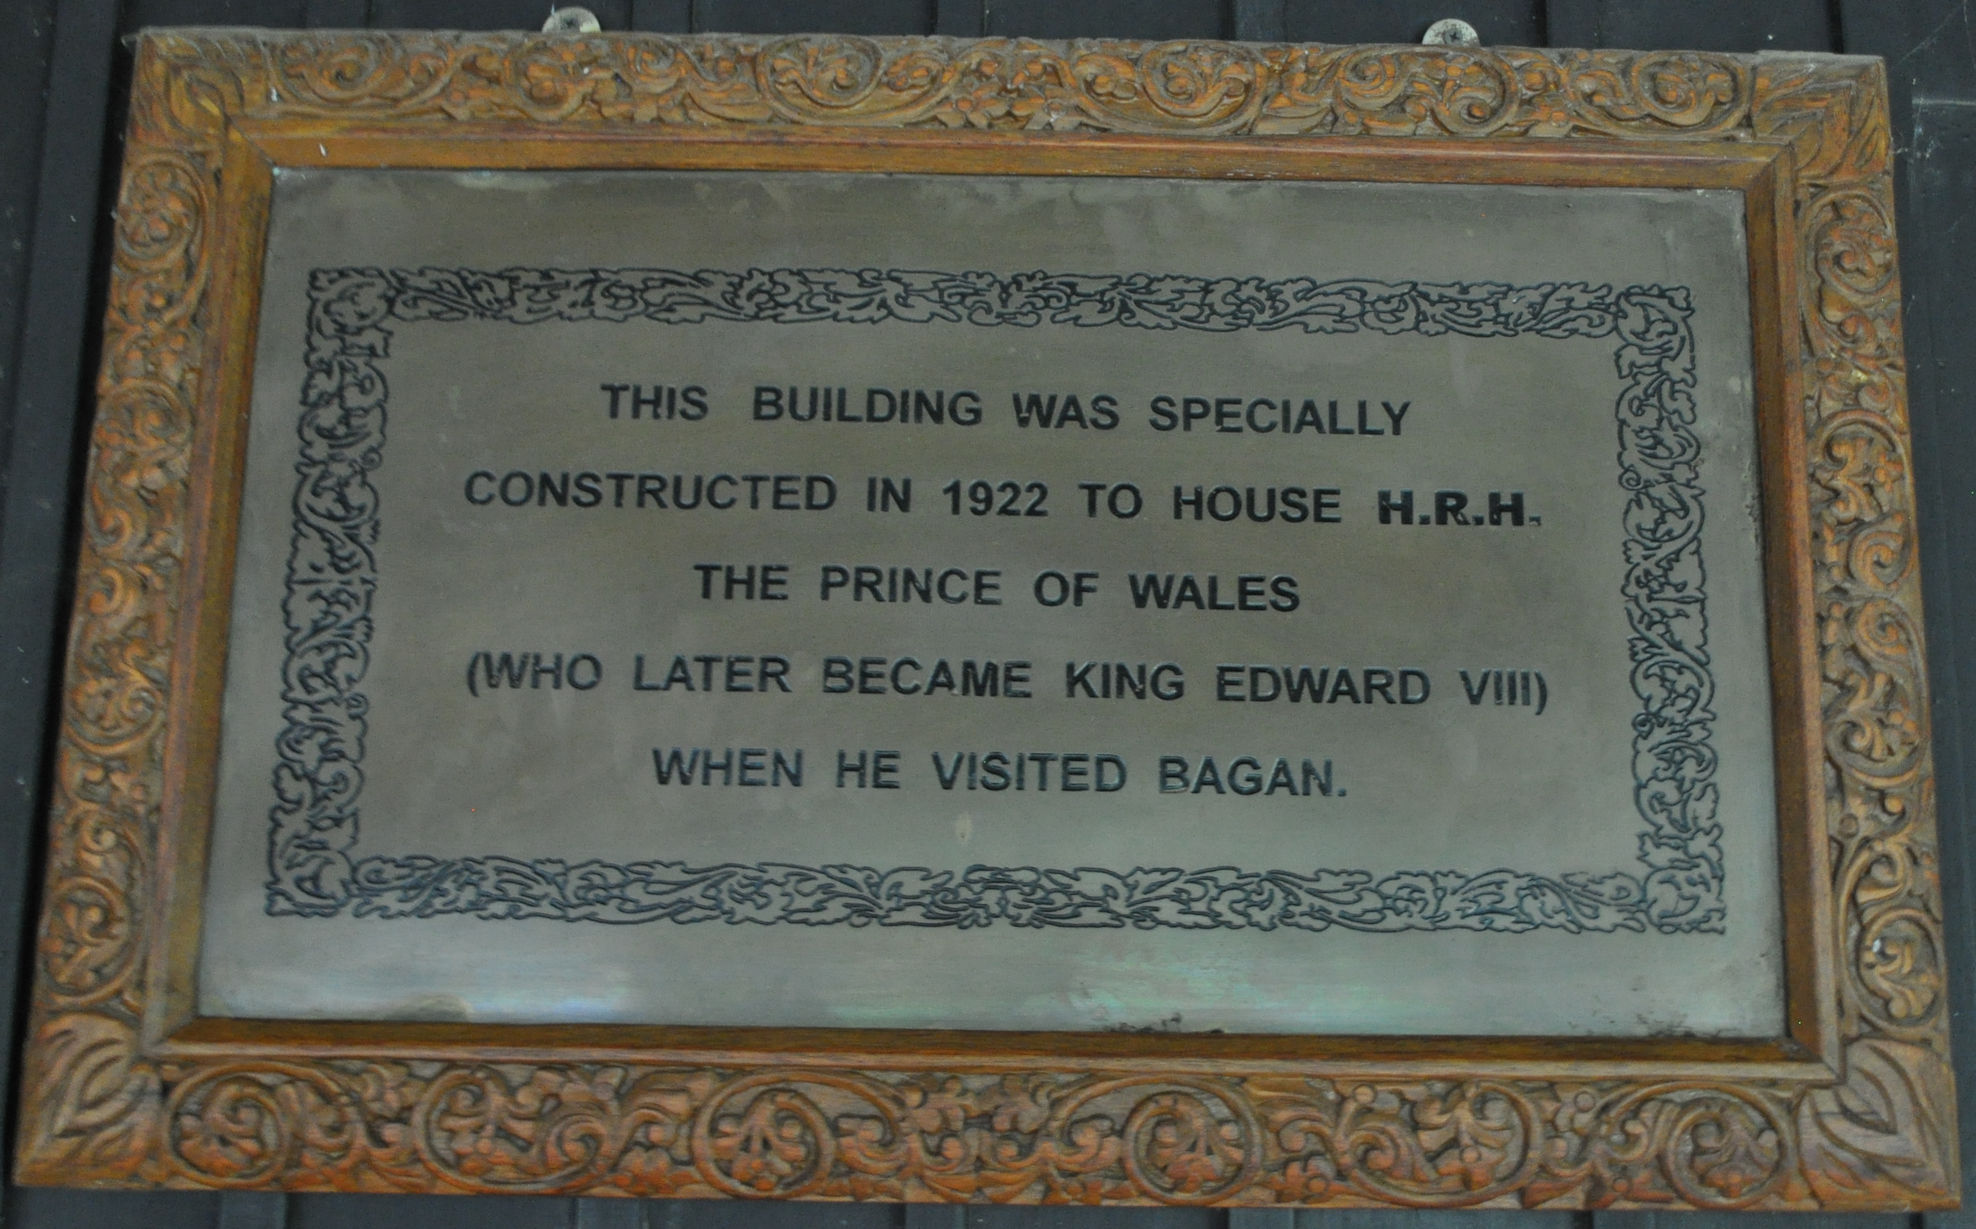 THIS BUILDING WAS SPECIALLY
CONSTRUCTED IN 1922 TO HOUSE H.R.H.
THE PRINCE OF WALES
(WHO LATER BECAME KING EDWARD VIII)
WHEN HE VISITED BAGAN.